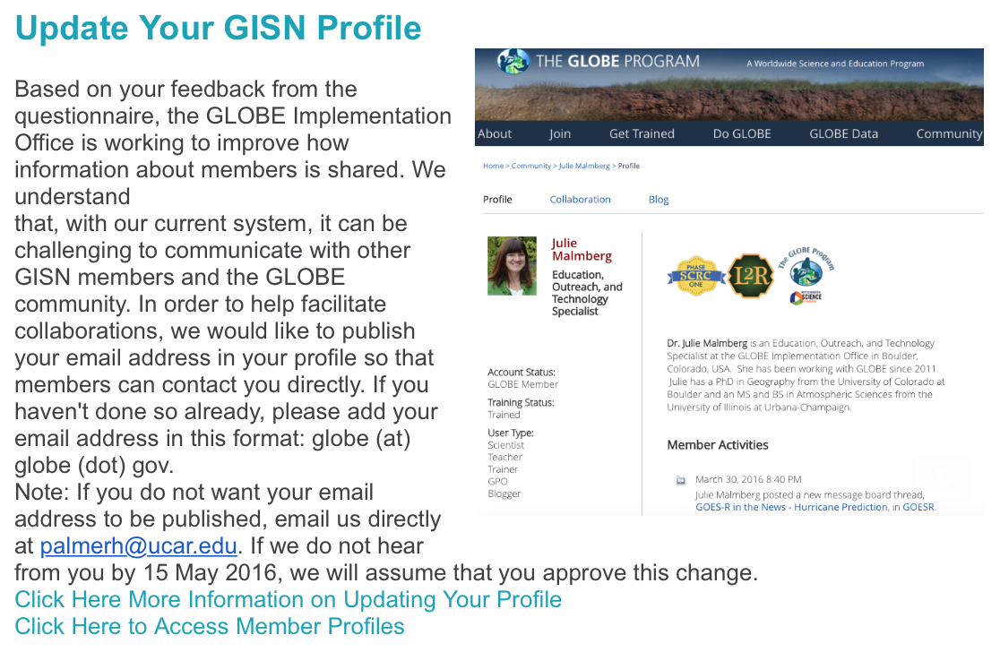 Update Your GISN Profile
Based on your feedback from the
questionnaire, the GLOBE Implementation
Office is working to improve how
information about members is shared. We
understand
that, with our current system, it can be
challenging to communicate with other
GISN members and the GLOBE
community. In order to help facilitate
collaborations, we would like to publish
your email address in your profile so that
members can contact you directly. If you
haven't done so already, please add your
email address in this format: globe (at)
globe (dot) gov.
Note: If you do not want your email
address to be published, email us directly
at palmerh@ucar.edu. If we do not hear
from you by 15 May 2016, we will assume that you approve this change.
Click Here More Information on Updating Your Profile
Click Here to Access Member Profiles
THE GLOBE PROGRAM
A Worldwide Science and Education Program
About Join Get Trained Do GLOBE GLOBE Data Community
Home > Community > Julie Malmberg > Profile
Profile Collaboration Blog
Julie
Malmberg
Education,
Outreach, and
Technology
Specialist
Account Status:
GLOBE Member
Training Status:
Trained
User Type:
Scientist
Teacher
Trainer
GPO
Blogger
PHASE
SCRC
ONE
I2R
The GLOBE Program
SCIENCE
Dr. Julie Malmberg is an Education, Outreach, and Technology
Specialist at the GLOBE Implementation Office in Boulder,
Colorado, USA. She has been working with GLOBE since 2011.
Julie has a PhD in Geography from the University of Colorado at
Boulder and an MS and BS in Atmospheric Sciences from the
University of Illinois at Urbana-Champaign.
Member Activities
March 30, 2016 8:40 PM
Julie Malmberg posted a new message board thread,
GOES-R in the News - Hurricane Prediction, in GOESR.